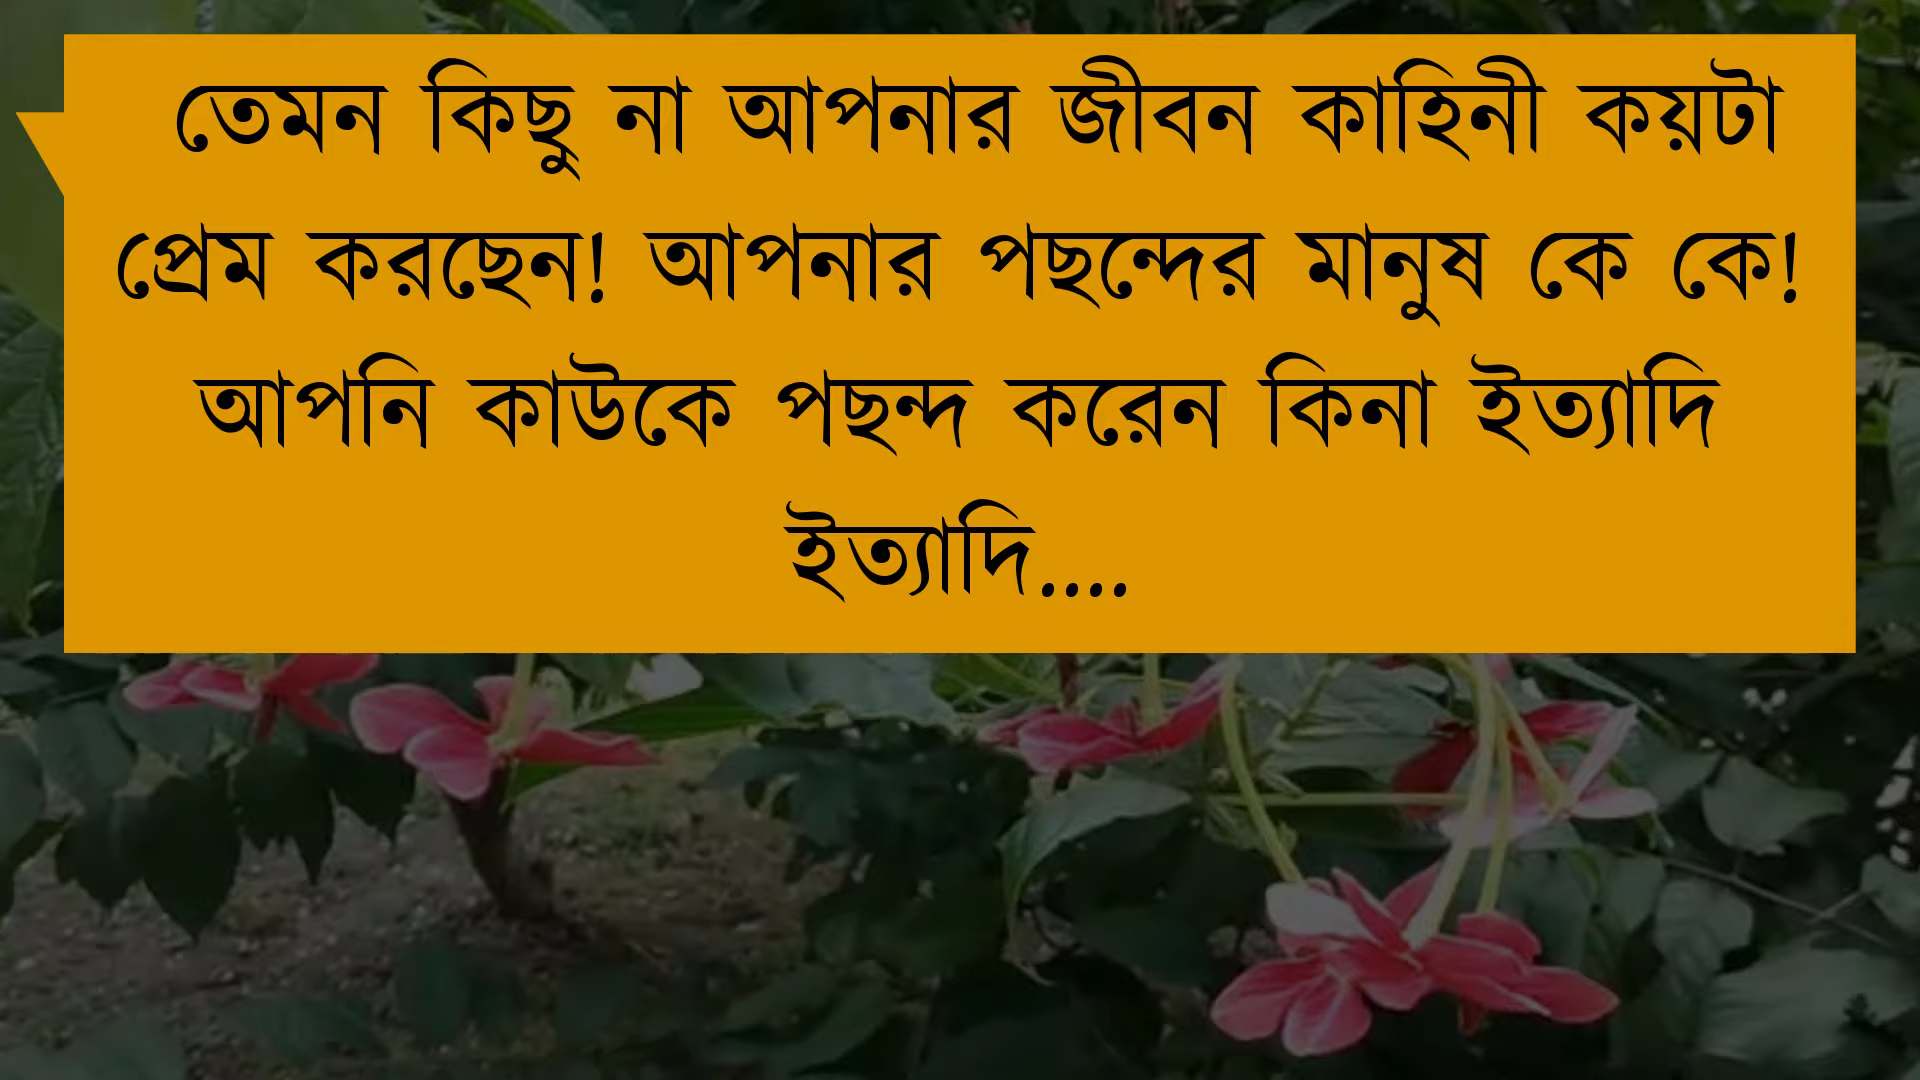 তেমন কিছু না আপনার জীবন কাহিনী কয়টা
প্রেম করছেন! আপনার পছন্দের মানুষ কে কে!
আপনি কাউকে পছন্দ করেন কিনা ইত্যাদি
ইত্যাদি....